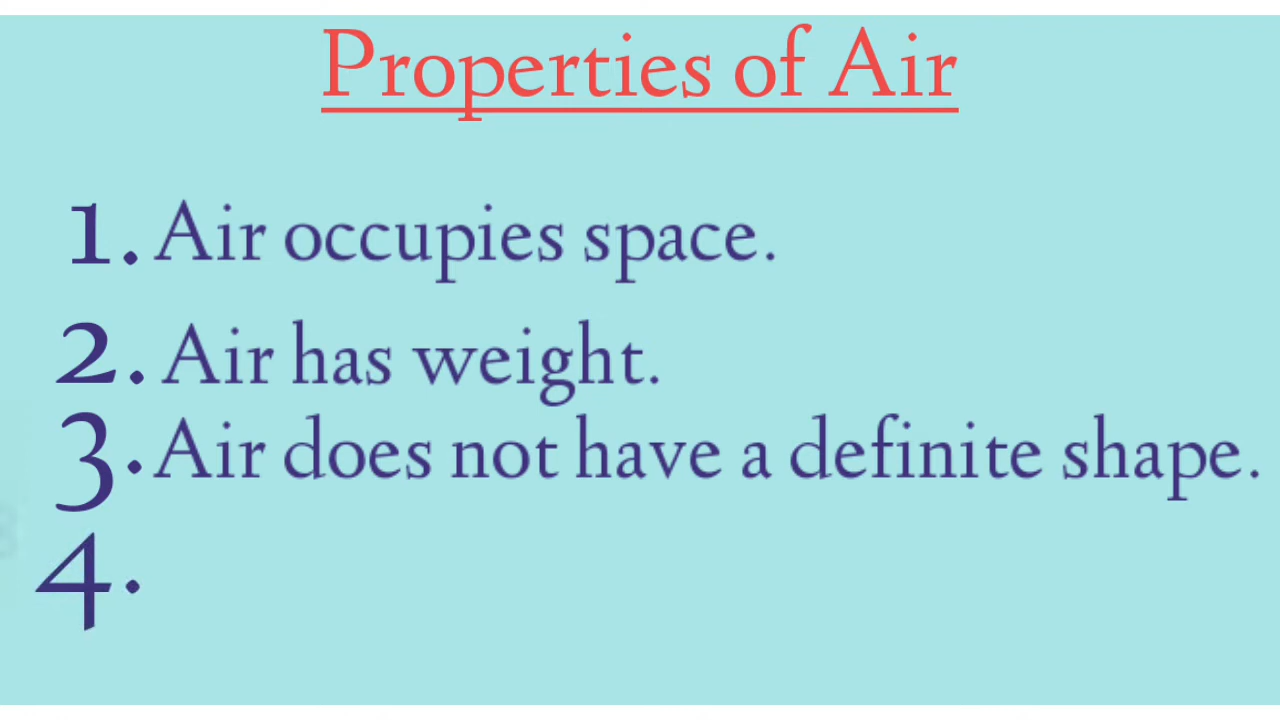 Properties of Air
1. Air occupies space.
2. Air has weight.
3. Air does not have a definite shape.
4.